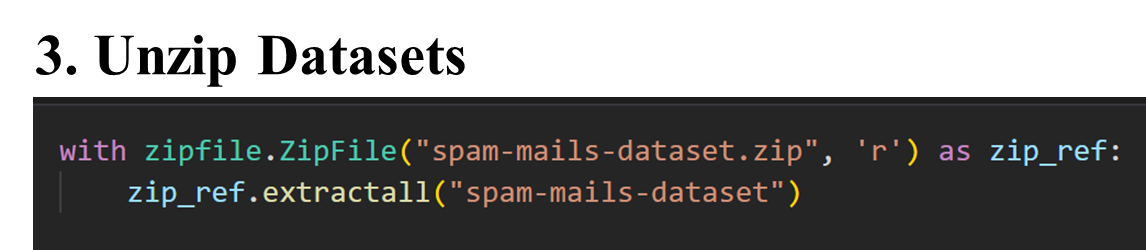 3. Unzip Datasets
with zipfile.ZipFile("spam-mails-dataset.zip", 'r') as zip_ref:
    zip_ref.extractall("spam-mails-dataset")